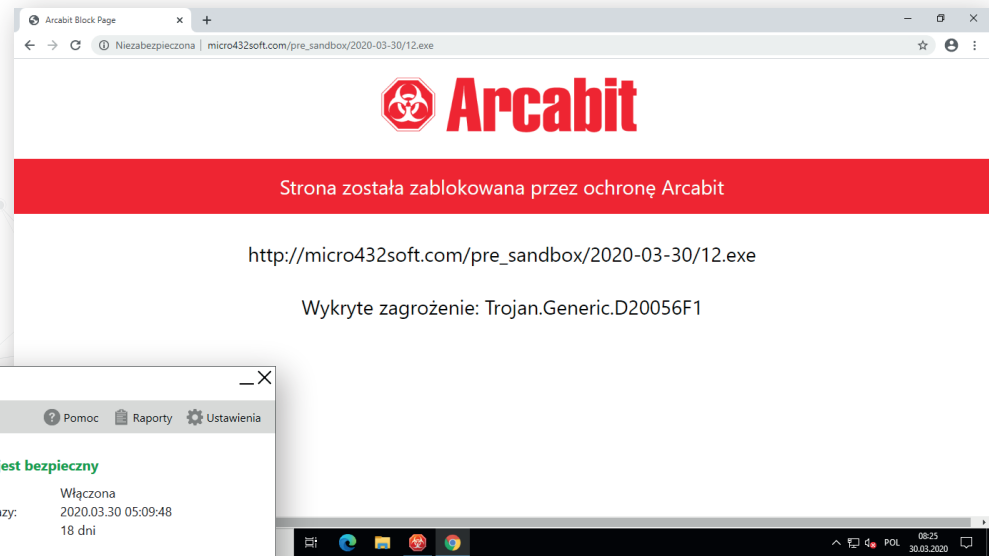 Arcabit Block Page
Niezabezpieczona | micro432soft.com/pre_sandbox/2020-03-30/12.exe
Arcabit
Strona została zablokowana przez ochronę Arcabit
http://micro432soft.com/pre_sandbox/2020-03-30/12.exe
Wykryte zagrożenie: Trojan.Generic.D20056F1
Pomoc Raporty Ustawienia
jest bezpieczny
Włączona
azy: 2020.03.30 05:09:48
18 dni
POL 08:25
30.03.2020